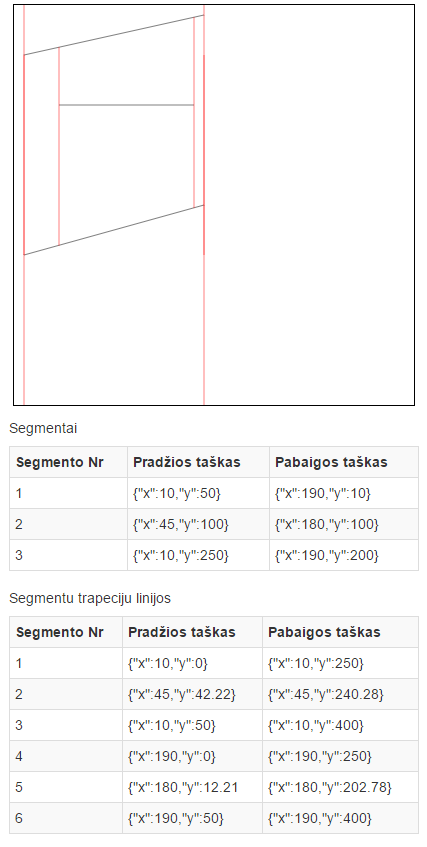 Segmentai
Segmento Nr Pradžios taškas Pabaigos taškas
1 {"x":10,"y":50} {"x":190,"y":10}
2 {"x":45,"y":100} {"x":180,"y":100}
3 {"x":10,"y":250} {"x":190,"y":200}
Segmentu trapeciju linijos
Segmento Nr Pradžios taškas Pabaigos taškas
1 {"x":10,"y":0} {"x":10,"y":250}
2 {"x":45,"y":42.22} {"x":45,"y":240.28}
3 {"x":10,"y":50} {"x":10,"y":400}
4 {"x":190,"y":0} {"x":190,"y":250}
5 {"x":180,"y":12.21 {"x":180,"y":202.78}
6 {"x":190,"y":50} {"x":190,"y":400}